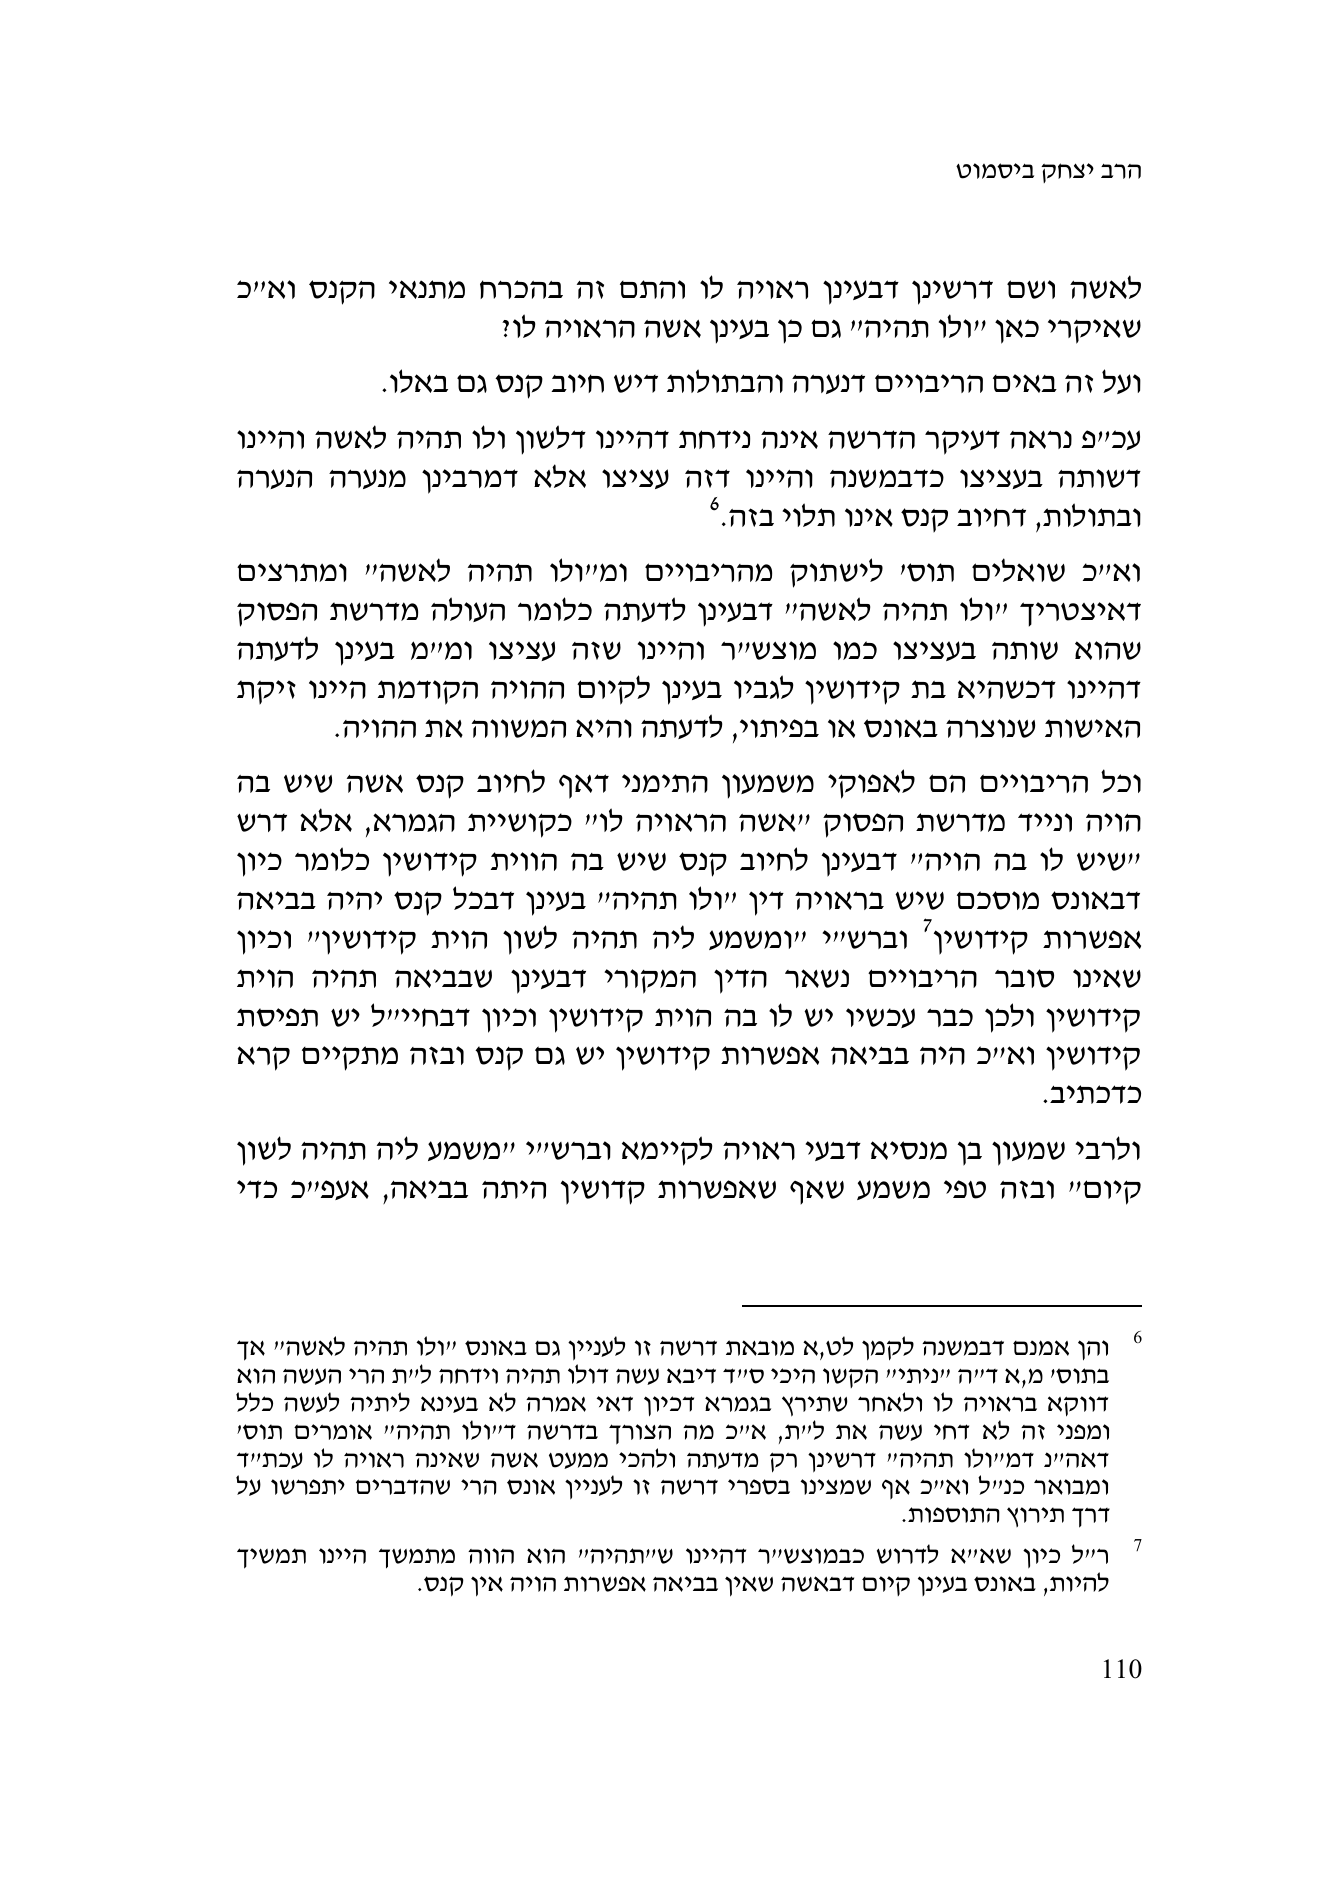 הרב יצחק ביסמוט
לאשה ושם דרשינן דבעינן ראויה לו והתם זה בהכרח מתנאי הקנס וא״כ
שאיקרי כאן ״ולו תהיה״ גם כן בעינן אשה הראויה לו?
ועל זה באים הריבויים דנערה והבתולות דיש חיוב קנס גם באלו.
עכ״פ נראה דעיקר הדרשה אינה נידחת דהיינו דלשון ולו תהיה לאשה והיינו
דשותה בעציצו כדבמשנה והיינו דזה עציצו אלא דמרבינן מנערה הנערה
ובתולות, דחיוב קנס אינו תלוי בזה.6
וא״כ שואלים תוס׳ לישתוק מהריבויים ומ״ולו תהיה לאשה״ ומתרצים
דאיצטריך ״ולו תהיה לאשה״ דבעינן לדעתה כלומר העולה מדרשת הפסוק
שהוא שותה בעציצו כמו מוצש״ר והיינו שזה עציצו ומ״מ בעינן לדעתה
דהיינו דכשהיא בת קידושין לגביו בעינן לקיום ההויה הקודמת היינו זיקת
האישות שנוצרה באונס או בפיתוי, לדעתה והיא המשווה את ההויה.
וכל הריבויים הם לאפוקי משמעון התימני דאף לחיוב קנס אשה שיש בה
הויה ונייד מדרשת הפסוק ״אשה הראויה לו״ כקושיית הגמרא, אלא דרש
״שיש לו בה הויה״ דבעינן לחיוב קנס שיש בה הווית קידושין כלומר כיון
דבאונס מוסכם שיש בראויה דין ״ולו תהיה״ בעינן דבכל קנס יהיה בביאה
אפשרות קידושין7 וברש״י ״ומשמע ליה תהיה לשון הוית קידושין״ וכיון
שאינו סובר הריבויים נשאר הדין המקורי דבעינן שבביאה תהיה הוית
קידושין ולכן כבר עכשיו יש לו בה הוית קידושין וכיון דבחיי״ל יש תפיסת
קידושין וא״כ היה בביאה אפשרות קידושין יש גם קנס ובזה מתקיים קרא
כדכתיב.
ולרבי שמעון בן מנסיא דבעי ראויה לקיימא וברש״י ״משמע ליה תהיה לשון
קיום״ ובזה טפי משמע שאף שאפשרות קדושין היתה בביאה, אעפ״כ כדי
6 והן אמנם דבמשנה לקמן לט,א מובאת דרשה זו לעניין גם באונס ״ולו תהיה לאשה״ אך
בתוס׳ מ,א ד״ה ״ניתי״ הקשו היכי ס״ד דיבא עשה דולו תהיה וידחה ל״ת הרי העשה הוא
דווקא בראויה לו ולאחר שתירץ בגמרא דכיון דאי אמרה לא בעינא ליתיה לעשה כלל
ומפני זה לא דחי עשה את ל״ת, א״כ מה הצורך בדרשה ד״ולו תהיה״ אומרים תוס׳
דאה״נ דמ״ולו תהיה״ דרשינן רק מדעתה ולהכי ממעט אשה שאינה ראויה לו עכת״ד
ומבואר כנ״ל וא״כ אף שמצינו בספרי דרשה זו לעניין אונס הרי שהדברים יתפרשו על
דרך תירוץ התוספות.
7 ר״ל כיון שא״א לדרוש כבמוצש״ר דהיינו ש״תהיה״ הוא הווה מתמשך היינו תמשיך
להיות, באונס בעינן קיום דבאשה שאין בביאה אפשרות הויה אין קנס.
110